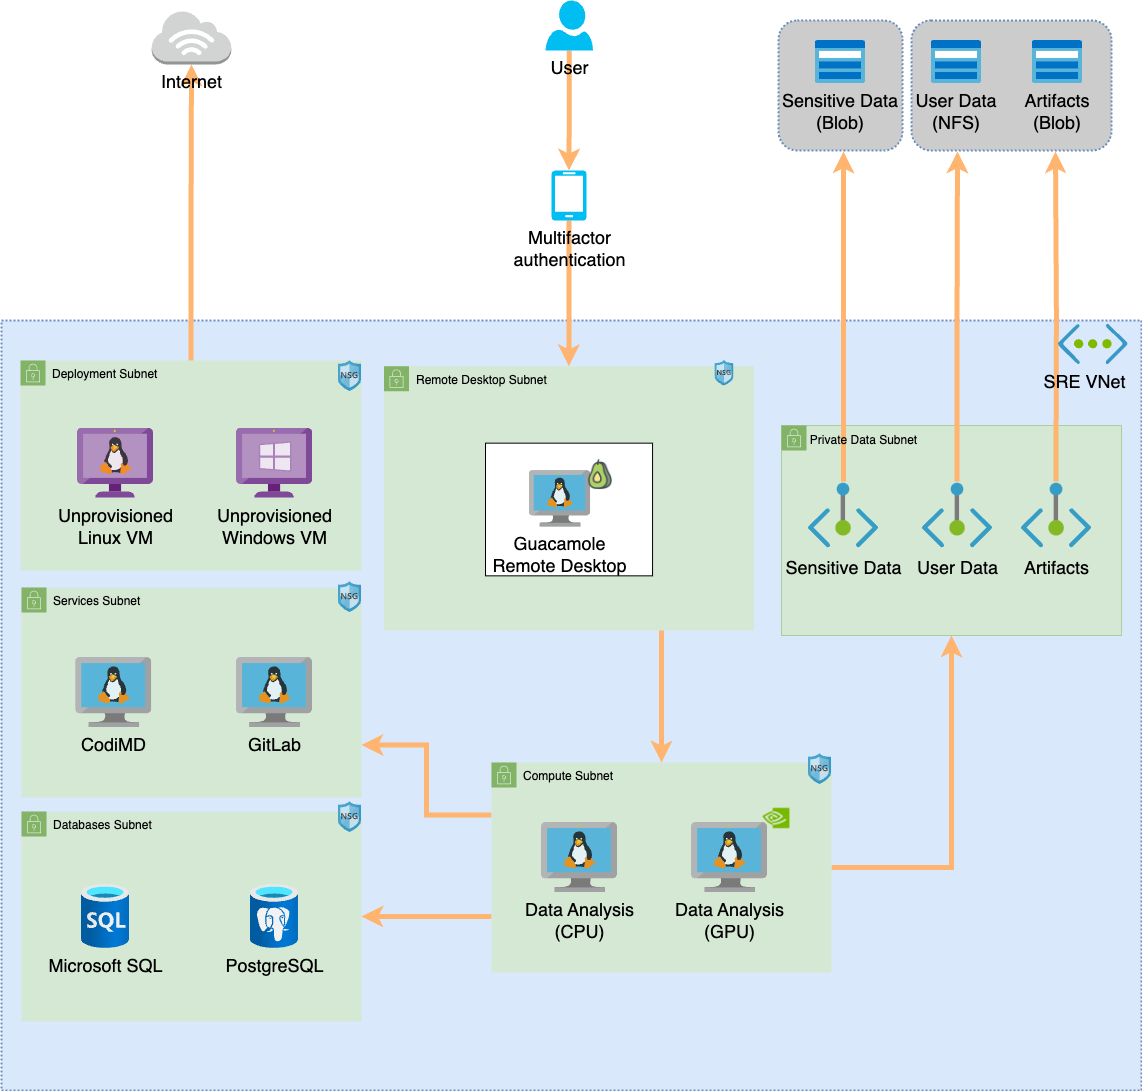 Internet
User
Sensitive Data
(Blob)
User Data
(NFS)
Artifacts
(Blob)
Multifactor
authentication
SRE VNet
Deployment Subnet
NSG
Unprovisioned
Linux VM
Unprovisioned
Windows VM
Remote Desktop Subnet
NSG
Guacamole
Remote Desktop
Private Data Subnet
Sensitive Data
User Data
Artifacts
Services Subnet
NSG
CodiMD
GitLab
Databases Subnet
NSG
SQL
Microsoft SQL
PostgreSQL
Compute Subnet
NSG
Data Analysis
(CPU)
Data Analysis
(GPU)